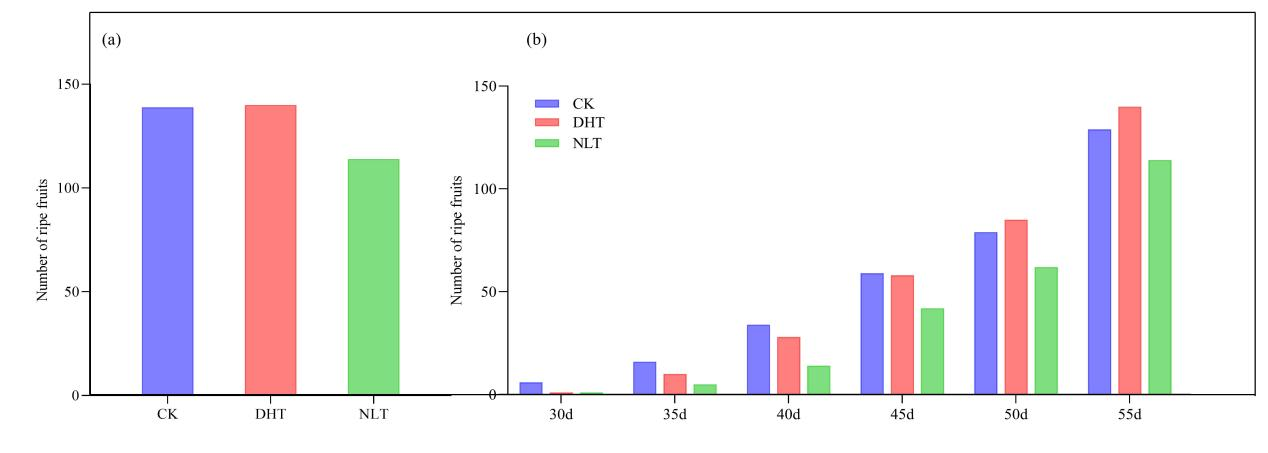 (a)
(b)
150
100
50
0
Number of ripe fruits
CK DHT NLT
150
100
50
0
Number of ripe fruits
CK
DHT
NLT
30d 35d 40d 45d 50d 55d